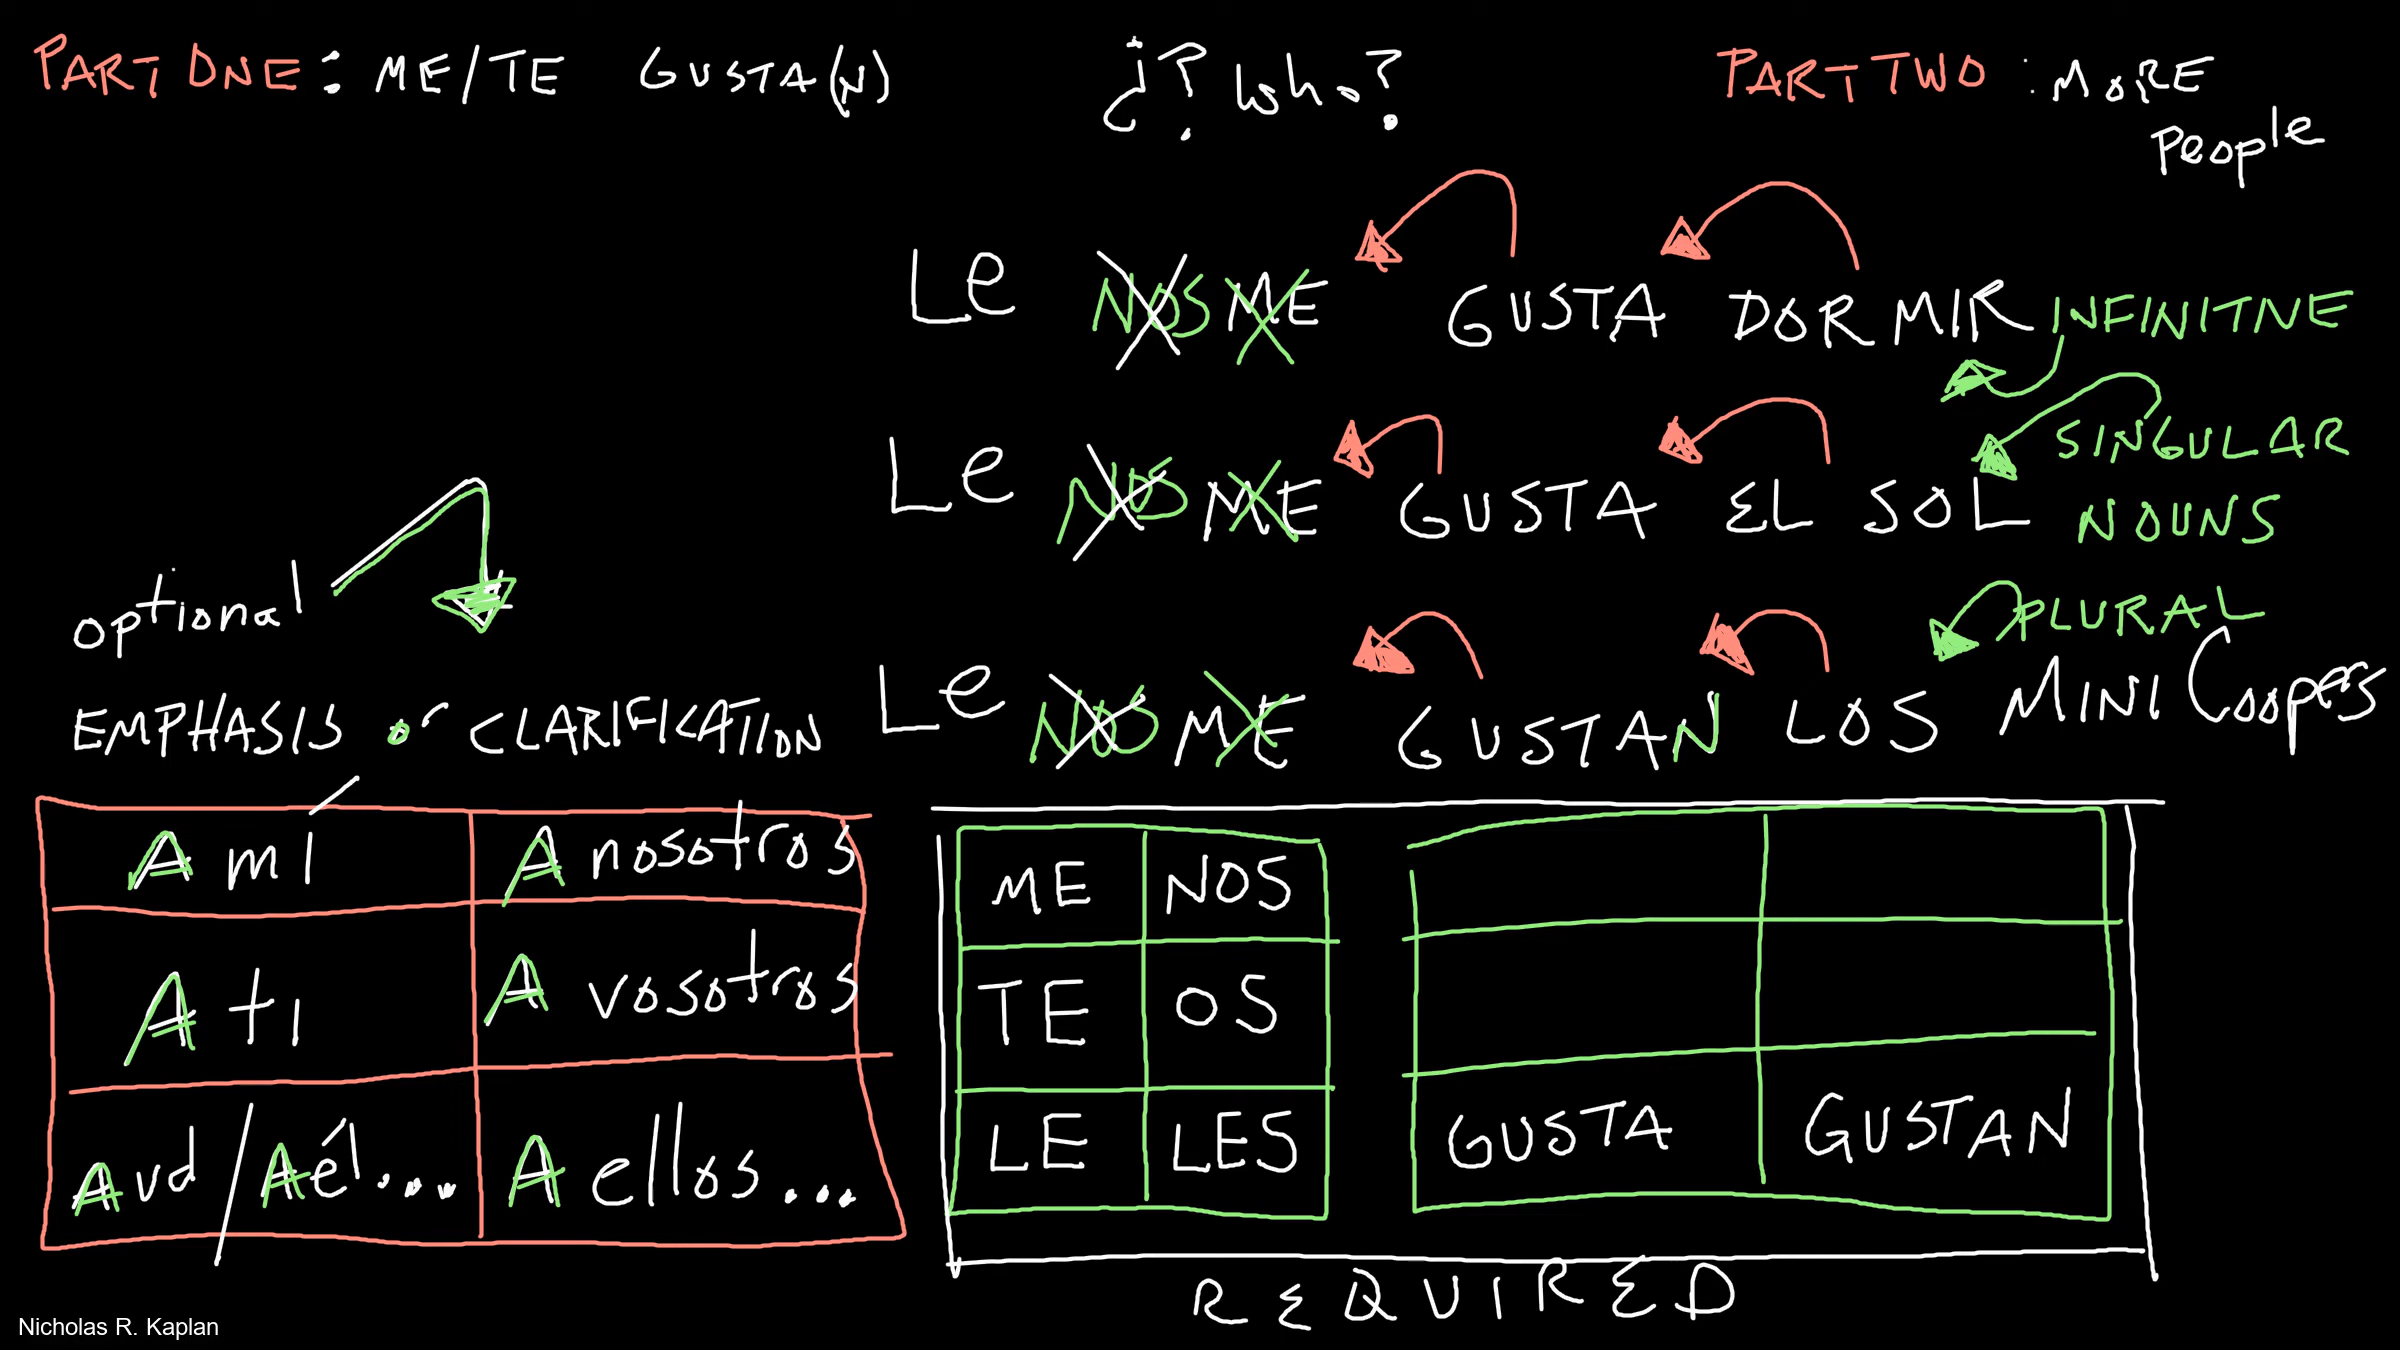 PART ONE: ME/TE GUSTA(N) ¿? Who? PART TWO: MORE
People
Le NOS ME GUSTA DORMIR INFINITIVE
SINGULAR
Le NOS ME GUSTA EL SOL NOUNS
optional
PLURAL
EMPHASIS or CLARIFICATION Le NOS ME GUSTAN LOS MINI Coopers
A mí A nosotros ME NOS
A ti A vosotros TE OS
A vd / A él... A ellos... LE LES GUSTA GUSTAN
REQUIRED
Nicholas R. Kaplan